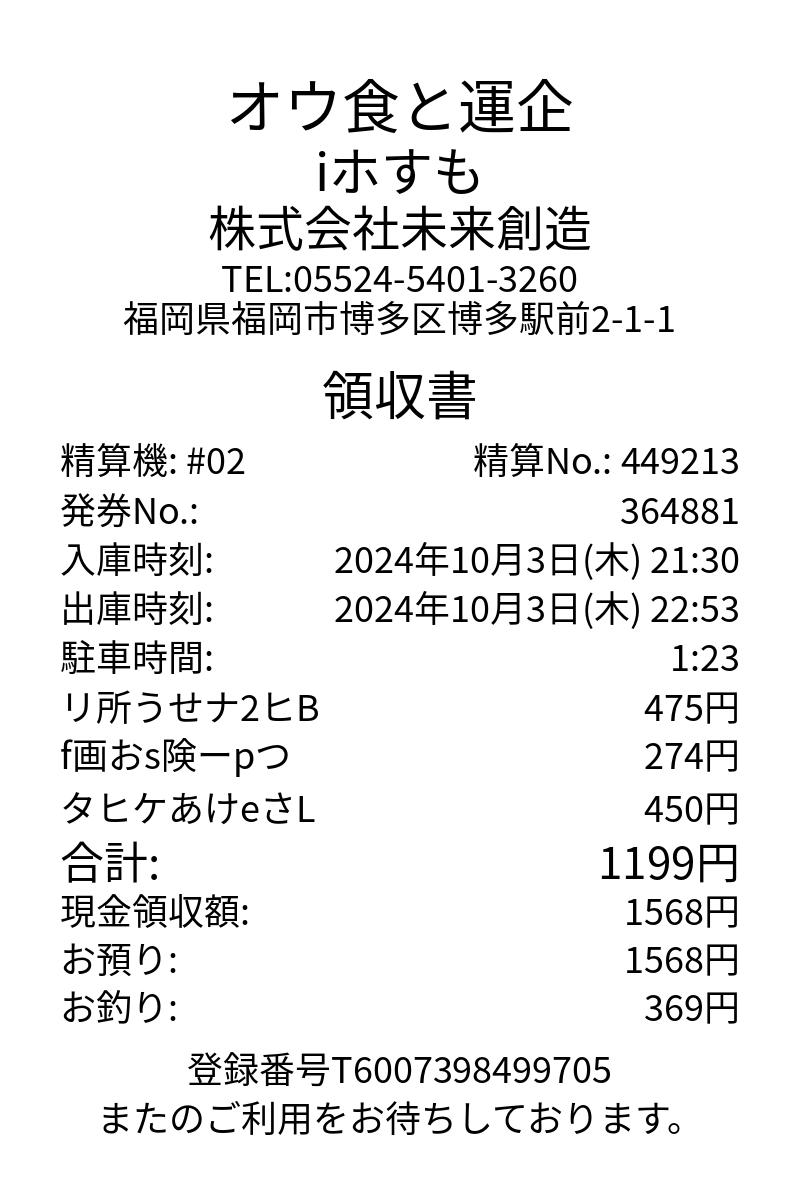 オウ食と運企
iホすも
株式会社未来創造
TEL:05524-5401-3260
福岡県福岡市博多区博多駅前2-1-1
領収書
精算機: #02 精算No.: 449213
発券No.: 364881
入庫時刻: 2024年10月3日(木) 21:30
出庫時刻: 2024年10月3日(木) 22:53
駐車時間: 1:23
リ所うせナ2ヒB 475円
f画おs険ーpつ 274円
タヒケあけeさL 450円
合計: 1199円
現金領収額: 1568円
お預り: 1568円
お釣り: 369円
登録番号T6007398499705
またのご利用をお待ちしております。